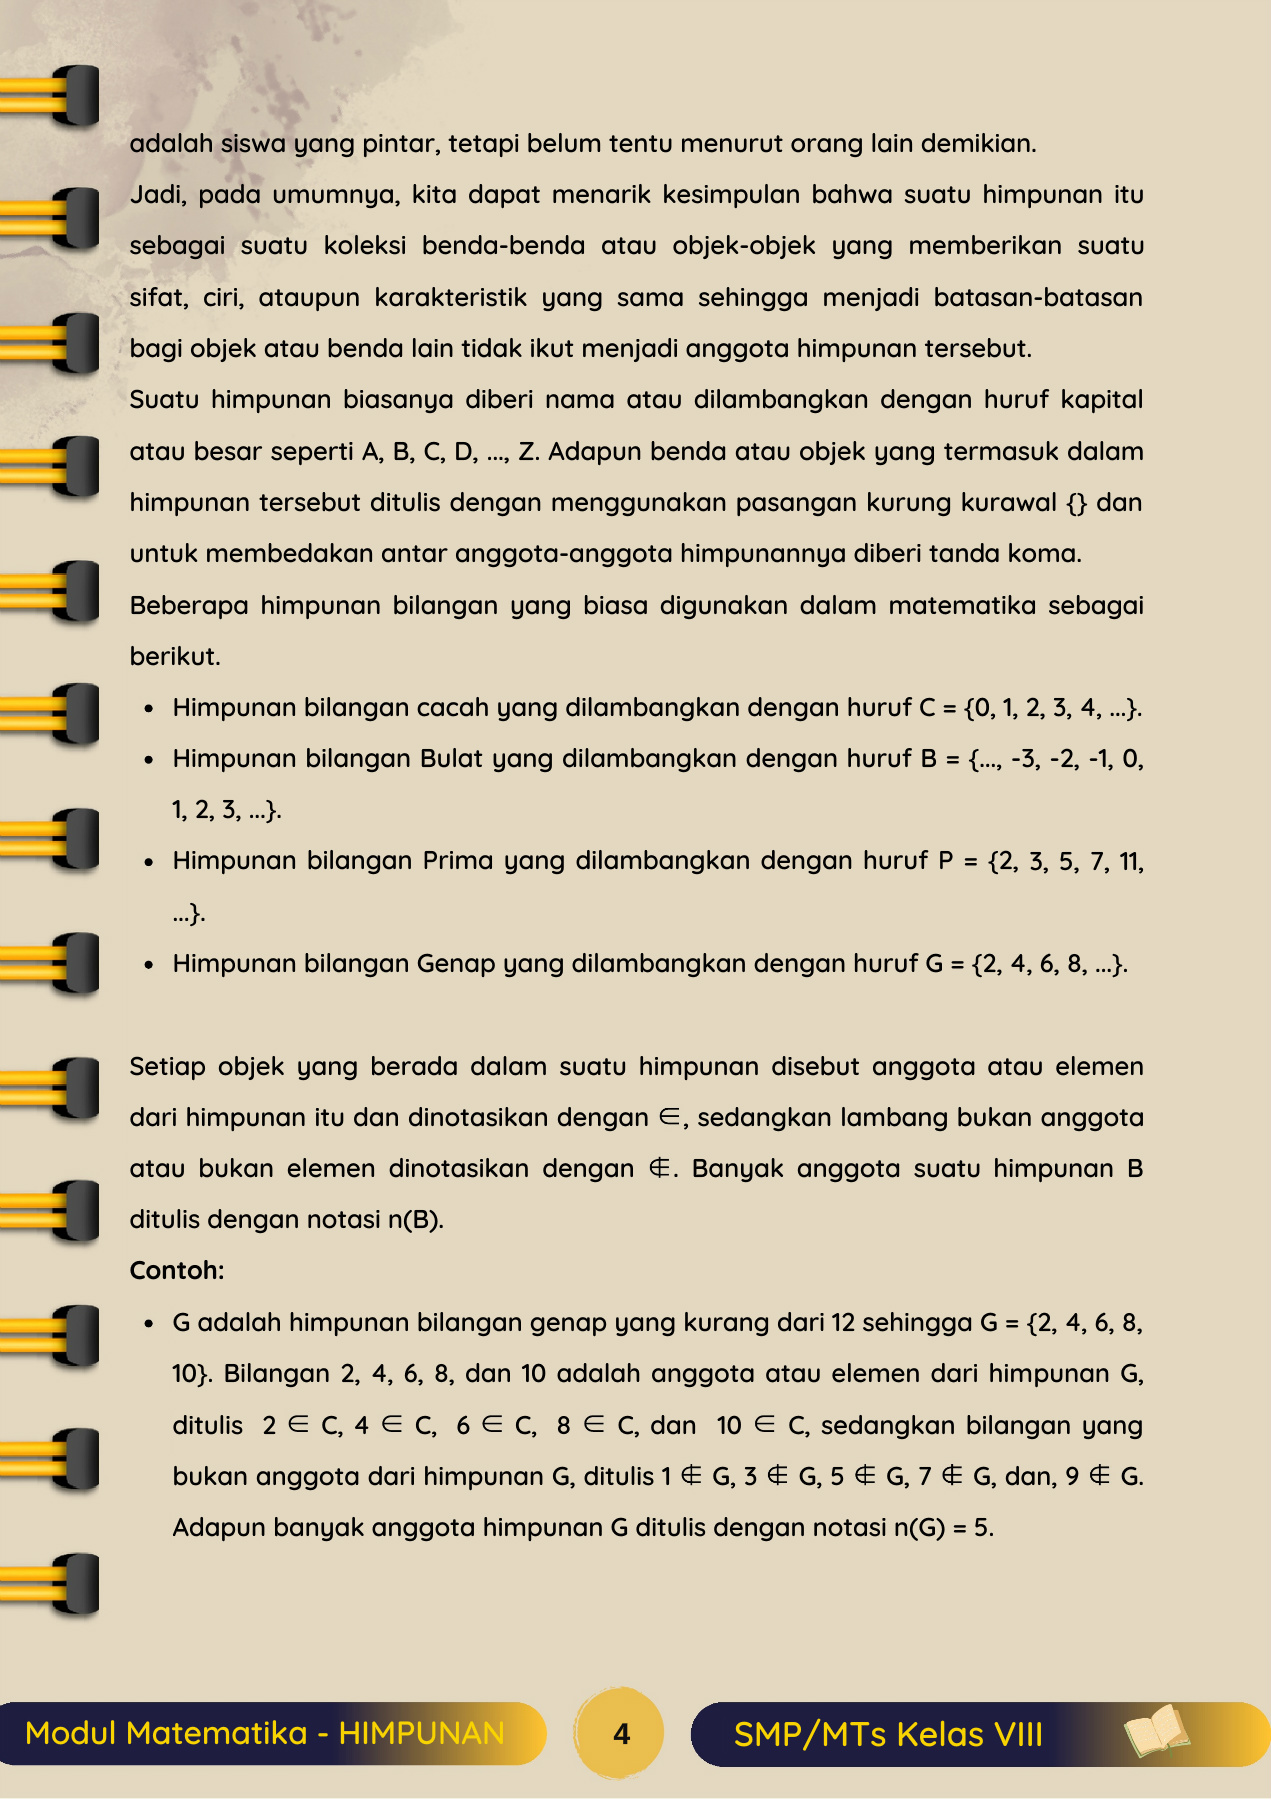 adalah siswa yang pintar, tetapi belum tentu menurut orang lain demikian.
Jadi, pada umumnya, kita dapat menarik kesimpulan bahwa suatu himpunan itu
sebagai suatu koleksi benda-benda atau objek-objek yang memberikan suatu
sifat, ciri, ataupun karakteristik yang sama sehingga menjadi batasan-batasan
bagi objek atau benda lain tidak ikut menjadi anggota himpunan tersebut.
Suatu himpunan biasanya diberi nama atau dilambangkan dengan huruf kapital
atau besar seperti A, B, C, D, ..., Z. Adapun benda atau objek yang termasuk dalam
himpunan tersebut ditulis dengan menggunakan pasangan kurung kurawal {} dan
untuk membedakan antar anggota-anggota himpunannya diberi tanda koma.
Beberapa himpunan bilangan yang biasa digunakan dalam matematika sebagai
berikut.
• Himpunan bilangan cacah yang dilambangkan dengan huruf C = {0, 1, 2, 3, 4, ...}.
• Himpunan bilangan Bulat yang dilambangkan dengan huruf B = {..., -3, -2, -1, 0,
1, 2, 3, ...}.
• Himpunan bilangan Prima yang dilambangkan dengan huruf P = {2, 3, 5, 7, 11,
...}.
• Himpunan bilangan Genap yang dilambangkan dengan huruf G = {2, 4, 6, 8, ...}.
Setiap objek yang berada dalam suatu himpunan disebut anggota atau elemen
dari himpunan itu dan dinotasikan dengan ∈, sedangkan lambang bukan anggota
atau bukan elemen dinotasikan dengan ∉. Banyak anggota suatu himpunan B
ditulis dengan notasi n(B).
Contoh:
• G adalah himpunan bilangan genap yang kurang dari 12 sehingga G = {2, 4, 6, 8,
10}. Bilangan 2, 4, 6, 8, dan 10 adalah anggota atau elemen dari himpunan G,
ditulis 2 ∈ C, 4 ∈ C, 6 ∈ C, 8 ∈ C, dan 10 ∈ C, sedangkan bilangan yang
bukan anggota dari himpunan G, ditulis 1 ∉ G, 3 ∉ G, 5 ∉ G, 7 ∉ G, dan, 9 ∉ G.
Adapun banyak anggota himpunan G ditulis dengan notasi n(G) = 5.
Modul Matematika - HIMPUNAN
4
SMP/MTs Kelas VIII